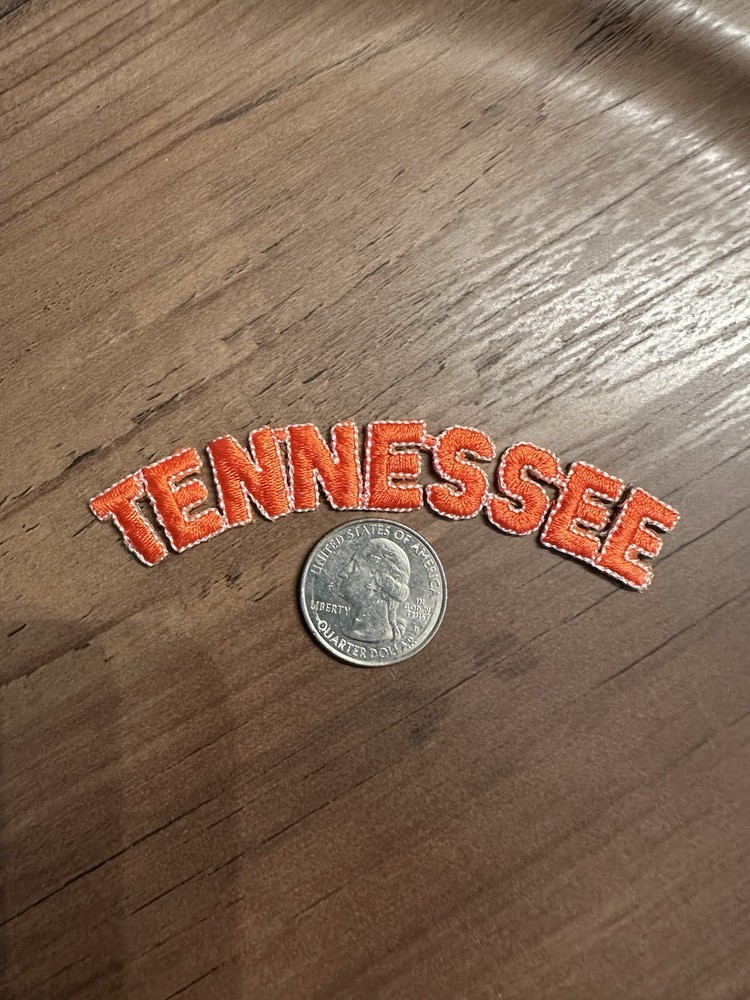 TENNESSEE
UNITED STATES OF AMERICA
LIBERTY
IN
GOD WE
TRUST
QUARTER DOLLAR